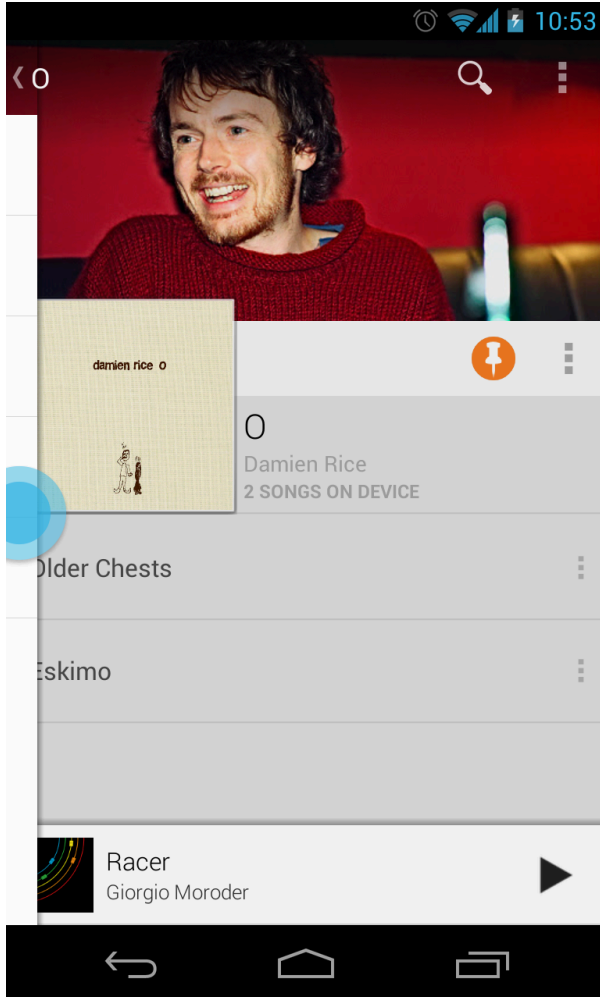 10:53
O
damien rice o
O
Damien Rice
2 SONGS ON DEVICE
Older Chests
Eskimo
Racer
Giorgio Moroder